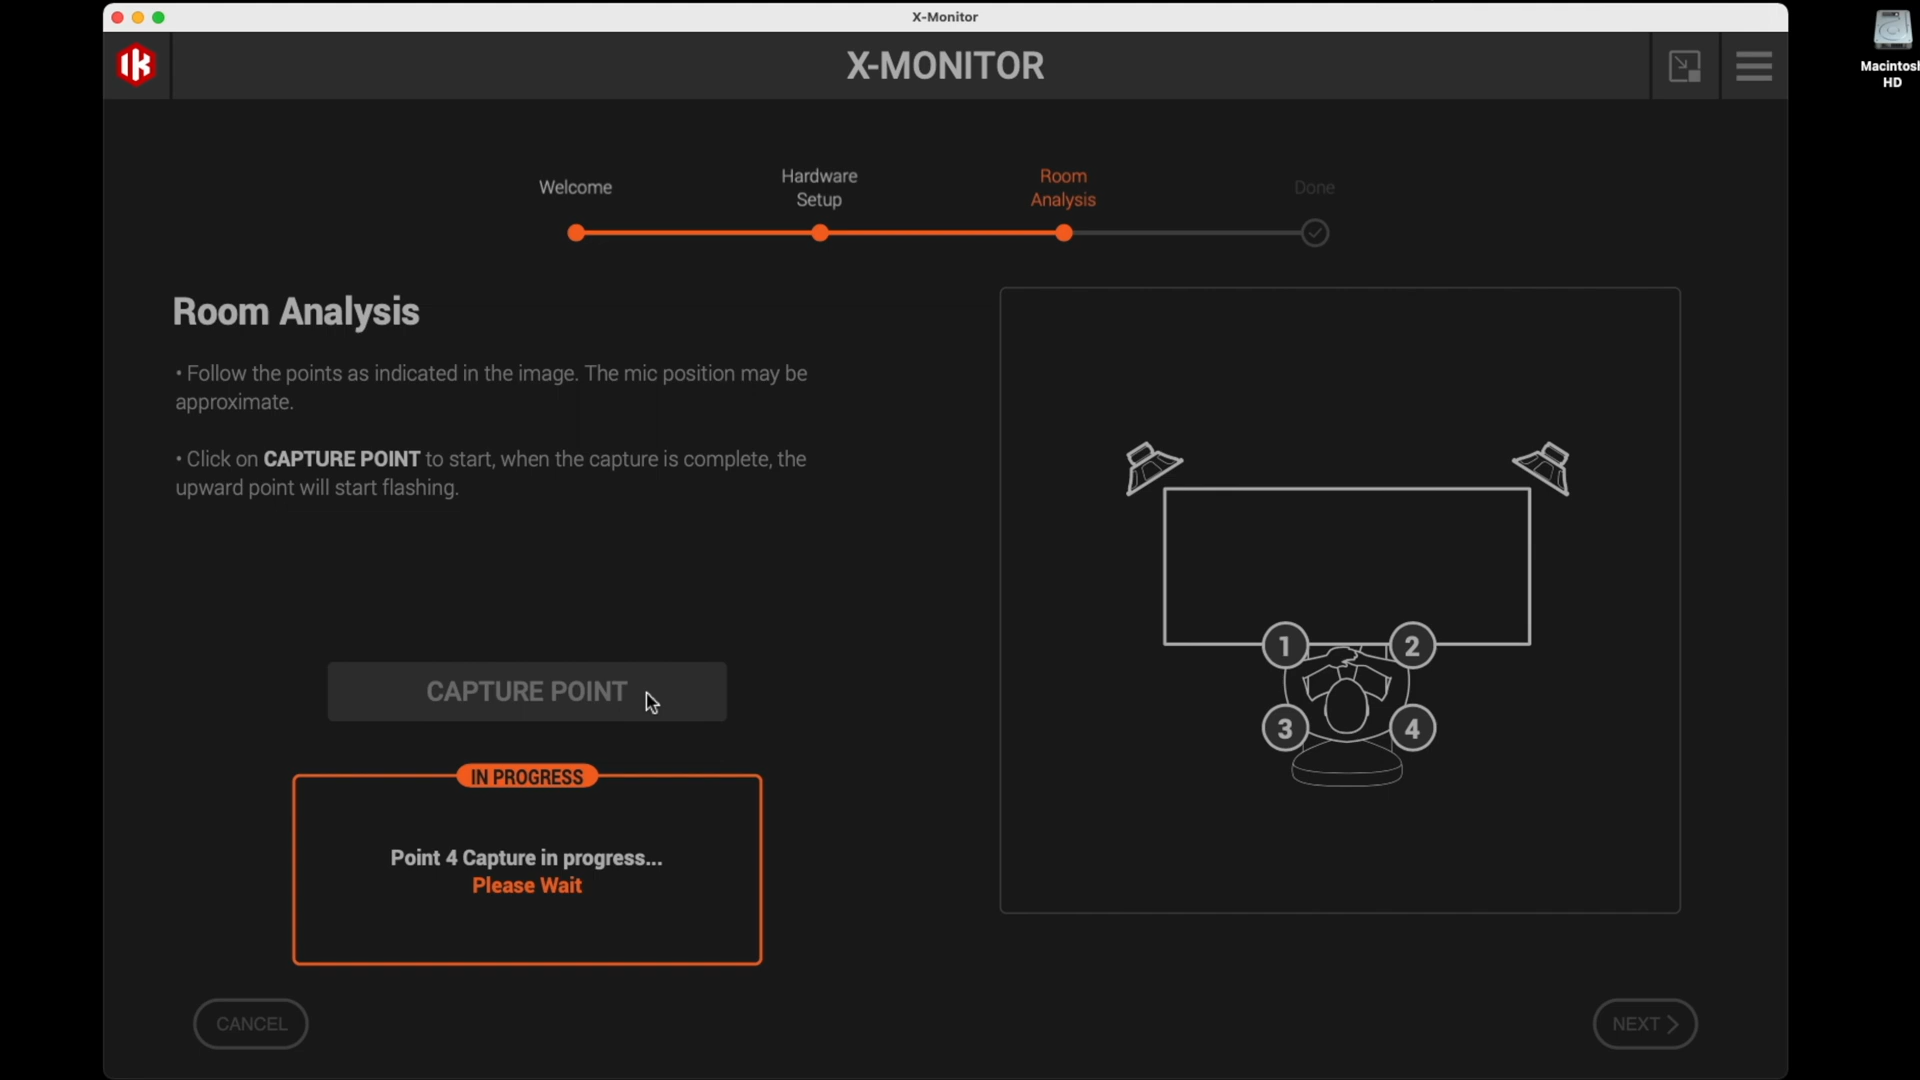 X-Monitor
X-MONITOR
Macintosh
HD
Welcome
Hardware
Setup
Room
Analysis
Done
Room Analysis
• Follow the points as indicated in the image. The mic position may be
approximate.
• Click on CAPTURE POINT to start, when the capture is complete, the
upward point will start flashing.
CAPTURE POINT
IN PROGRESS
Point 4 Capture in progress...
Please Wait
1
2
3
4
CANCEL
NEXT